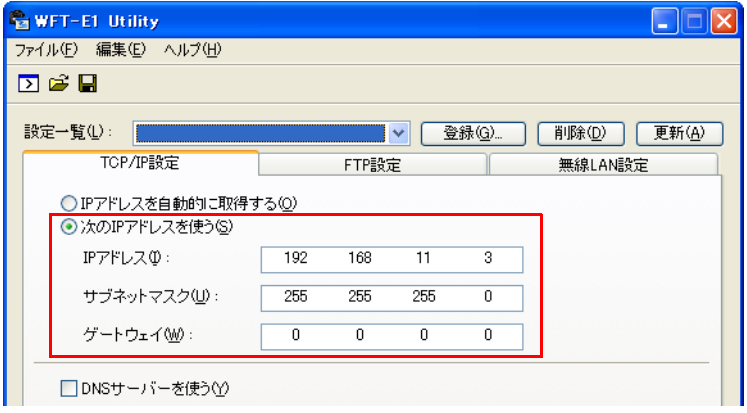 WFT-E1 Utility
ファイル(F) 編集(E) ヘルプ(H)
設定一覧(L): 登録(G)... 削除(D) 更新(A)
TCP/IP設定 FTP設定 無線LAN設定
IPアドレスを自動的に取得する(O)
次のIPアドレスを使う(S)
IPアドレス(I): 192 168 11 3
サブネットマスク(U): 255 255 255 0
ゲートウェイ(W): 0 0 0 0
DNSサーバーを使う(Y)